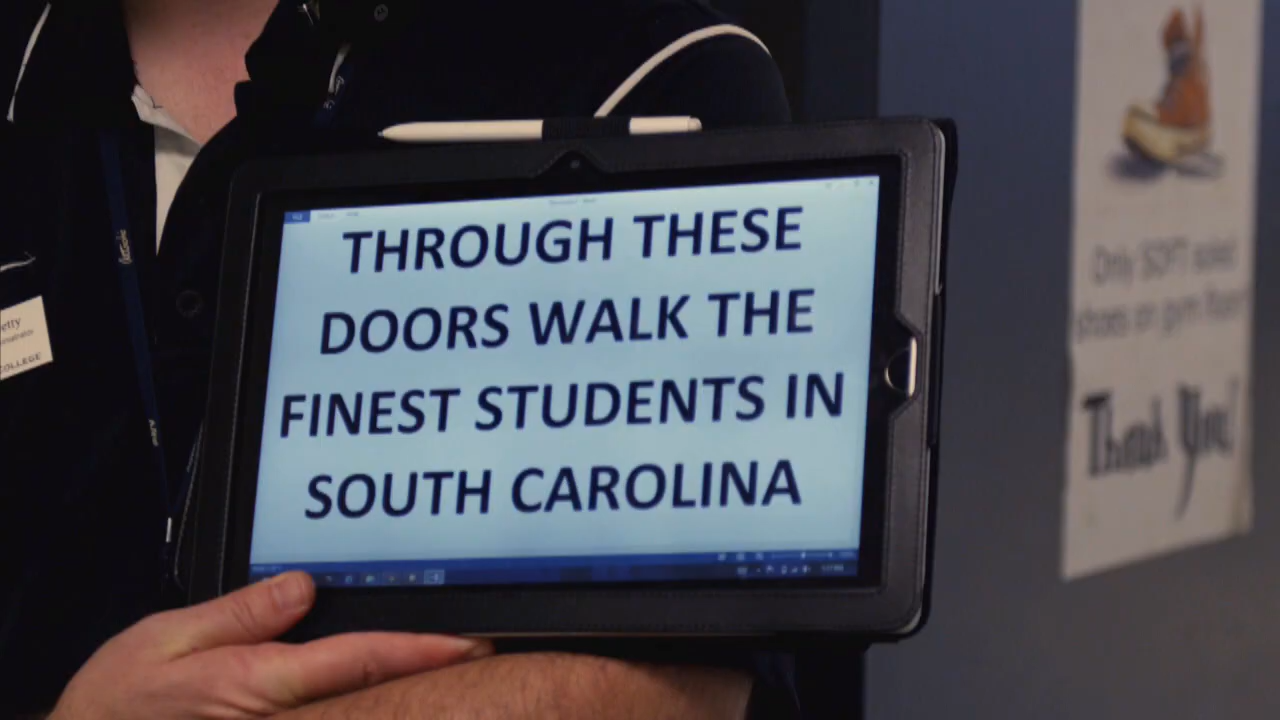 THROUGH THESE
DOORS WALK THE
FINEST STUDENTS IN
SOUTH CAROLINA
Only SOFT soled
shoes on gym floor
Thank You!
etty
COLLEGE